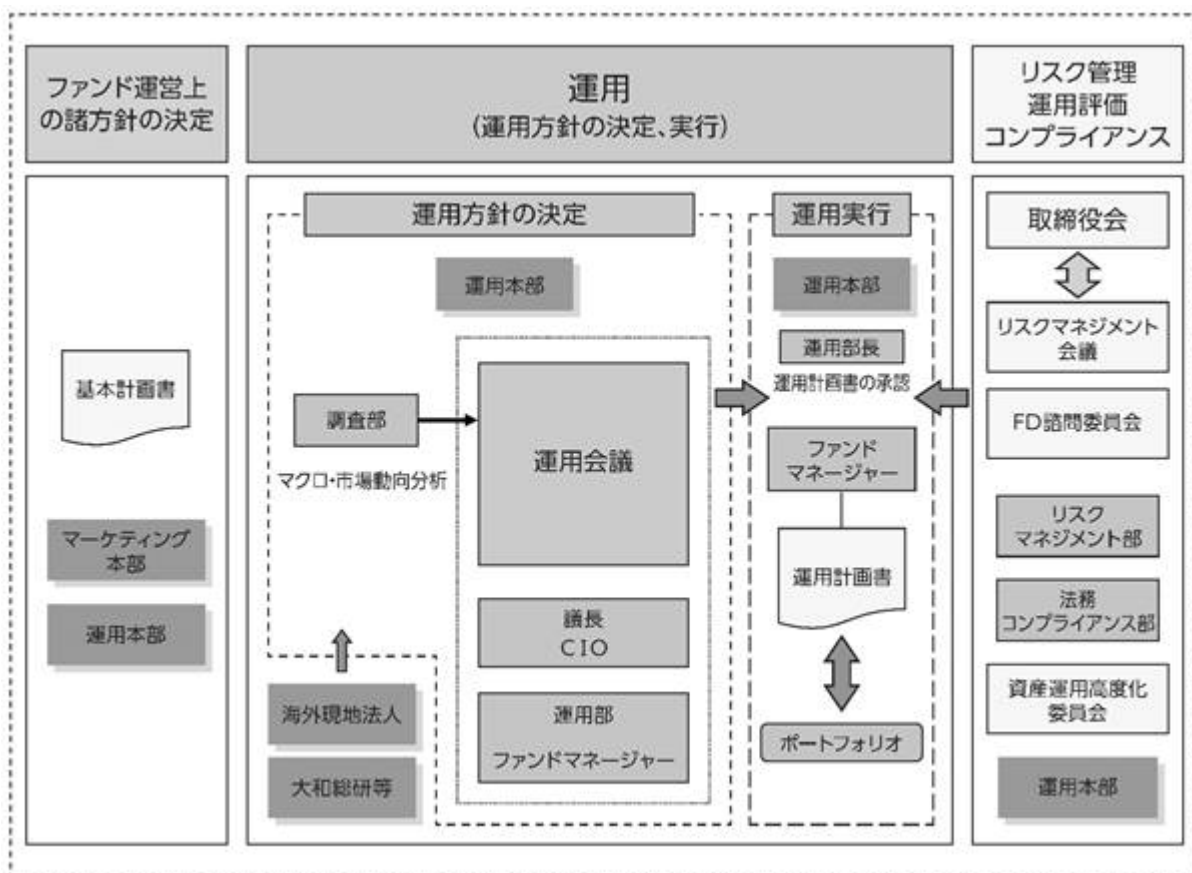 ファンド運営上
の諸方針の決定
運用
(運用方針の決定、実行)
リスク管理
運用評価
コンプライアンス
基本計画書
マーケティング
本部
運用本部
運用方針の決定
運用本部
調査部
マクロ・市場動向分析
運用会議
議長
CIO
運用部
ファンドマネージャー
海外現地法人
大和総研等
運用実行
運用本部
運用部長
運用計画書の承認
ファンド
マネージャー
運用計画書
ポートフォリオ
取締役会
リスクマネジメント
会議
FD諮問委員会
リスク
マネジメント部
法務
コンプライアンス部
資産運用高度化
委員会
運用本部